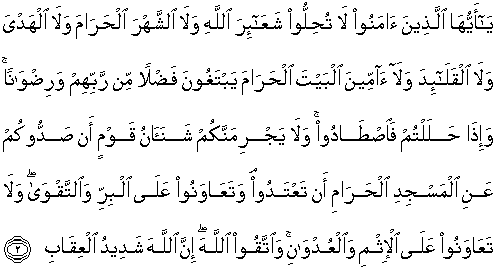 يَـٰٓأَيُّهَا ٱلَّذِينَ ءَامَنُوا۟ لَا تُحِلُّوا۟ شَعَـٰٓئِرَ ٱللَّهِ وَلَا ٱلشَّهْرَ ٱلْحَرَامَ وَلَا ٱلْهَدْىَ
وَلَا ٱلْقَلَـٰٓئِدَ وَلَآ ءَآمِّينَ ٱلْبَيْتَ ٱلْحَرَامَ يَبْتَغُونَ فَضْلًا مِّن رَّبِّهِمْ وَرِضْوَٰنًا ۚ
وَإِذَا حَلَلْتُمْ فَٱصْطَادُوا۟ ۚ وَلَا يَجْرِمَنَّكُمْ شَنَـَٔانُ قَوْمٍ أَن صَدُّوكُمْ
عَنِ ٱلْمَسْجِدِ ٱلْحَرَامِ أَن تَعْتَدُوا۟ ۘ وَتَعَاوَنُوا۟ عَلَى ٱلْبِرِّ وَٱلتَّقْوَىٰ ۖ وَلَا
تَعَاوَنُوا۟ عَلَى ٱلْإِثْمِ وَٱلْعُدْوَٰنِ ۚ وَٱتَّقُوا۟ ٱللَّهَ ۖ إِنَّ ٱللَّهَ شَدِيدُ ٱلْعِقَابِ ﴿٢﴾